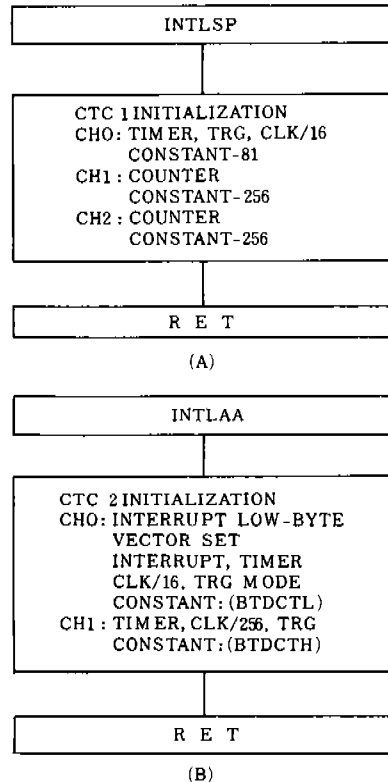 INTLSP
CTC 1 INITIALIZATION
CHO: TIMER, TRG, CLK/16
CONSTANT-81
CH1: COUNTER
CONSTANT-256
CH2: COUNTER
CONSTANT-256
R E T
(A)
INTLAA
CTC 2 INITIALIZATION
CHO: INTERRUPT LOW-BYTE
VECTOR SET
INTERRUPT, TIMER
CLK/16, TRG MODE
CONSTANT: (BTDCTL)
CH1: TIMER, CLK/256, TRG
CONSTANT: (BTDCTH)
R E T
(B)